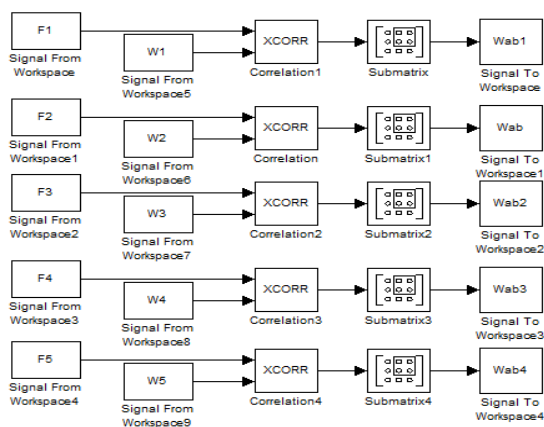 F1
W1
XCORR
Wab1
Signal From
Workspace
Signal From
Workspace5
Correlation1
Submatrix
Signal To
Workspace
F2
W2
XCORR
Wab
Signal From
Workspace1
Signal From
Workspace6
Correlation
Submatrix1
Signal To
Workspace1
F3
W3
XCORR
Wab2
Signal From
Workspace2
Signal From
Workspace7
Correlation2
Submatrix2
Signal To
Workspace2
F4
W4
XCORR
Wab3
Signal From
Workspace3
Signal From
Workspace8
Correlation3
Submatrix3
Signal To
Workspace3
F5
W5
XCORR
Wab4
Signal From
Workspace4
Signal From
Workspace9
Correlation4
Submatrix4
Signal To
Workspace4